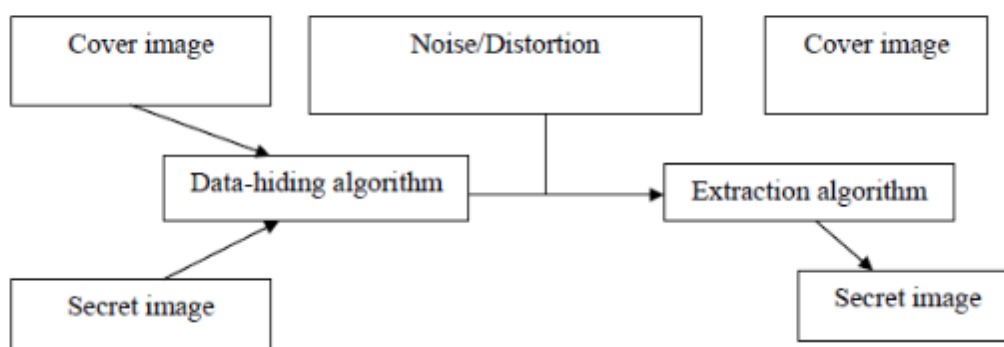 Cover image
Noise/Distortion
Cover image
Data-hiding algorithm
Extraction algorithm
Secret image
Secret image